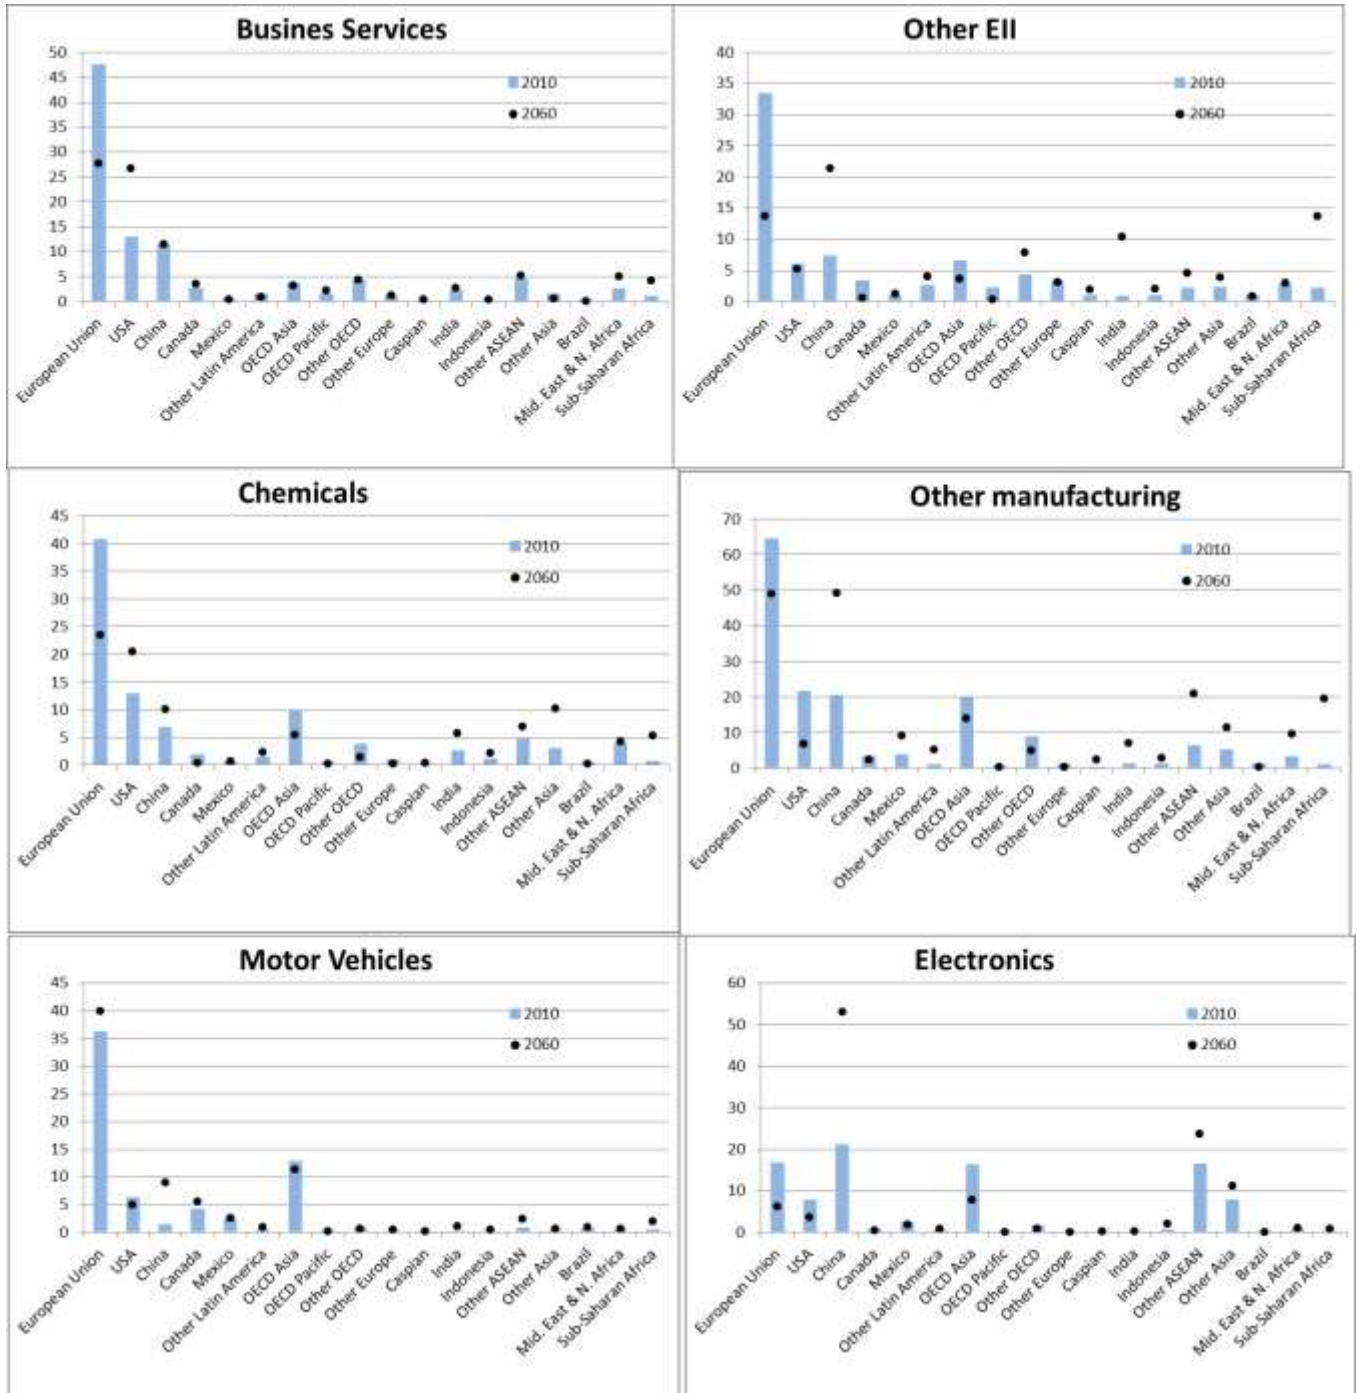 Busines Services
50
45
40
35
30
25
20
15
10
5
0
2010
2060
European Union
USA
China
Canada
Mexico
Other Latin America
OECD Asia
OECD Pacific
Other OECD
Other Europe
Caspian
India
Indonesia
Other ASEAN
Other Asia
Brazil
Mid. East & N. Africa
Sub-Saharan Africa
Other EII
40
35
30
25
20
15
10
5
0
2010
2060
European Union
USA
China
Canada
Mexico
Other Latin America
OECD Asia
OECD Pacific
Other OECD
Other Europe
Caspian
India
Indonesia
Other ASEAN
Other Asia
Brazil
Mid. East & N. Africa
Sub-Saharan Africa
Chemicals
45
40
35
30
25
20
15
10
5
0
2010
2060
European Union
USA
China
Canada
Mexico
Other Latin America
OECD Asia
OECD Pacific
Other OECD
Other Europe
Caspian
India
Indonesia
Other ASEAN
Other Asia
Brazil
Mid. East & N. Africa
Sub-Saharan Africa
Other manufacturing
70
60
50
40
30
20
10
0
2010
2060
European Union
USA
China
Canada
Mexico
Other Latin America
OECD Asia
OECD Pacific
Other OECD
Other Europe
Caspian
India
Indonesia
Other ASEAN
Other Asia
Brazil
Mid. East & N. Africa
Sub-Saharan Africa
Motor Vehicles
45
40
35
30
25
20
15
10
5
0
2010
2060
European Union
USA
China
Canada
Mexico
Other Latin America
OECD Asia
OECD Pacific
Other OECD
Other Europe
Caspian
India
Indonesia
Other ASEAN
Other Asia
Brazil
Mid. East & N. Africa
Sub-Saharan Africa
Electronics
60
50
40
30
20
10
0
2010
2060
European Union
USA
China
Canada
Mexico
Other Latin America
OECD Asia
OECD Pacific
Other OECD
Other Europe
Caspian
India
Indonesia
Other ASEAN
Other Asia
Brazil
Mid. East & N. Africa
Sub-Saharan Africa